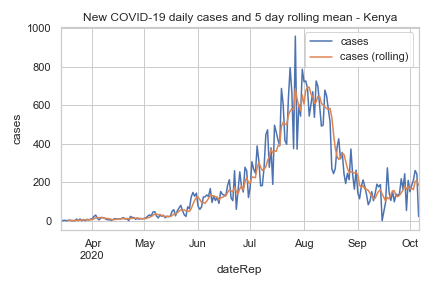 New COVID-19 daily cases and 5 day rolling mean - Kenya
1000
800
600
400
200
0
cases
cases
cases (rolling)
Apr
2020
May
Jun
Jul
Aug
Sep
Oct
dateRep